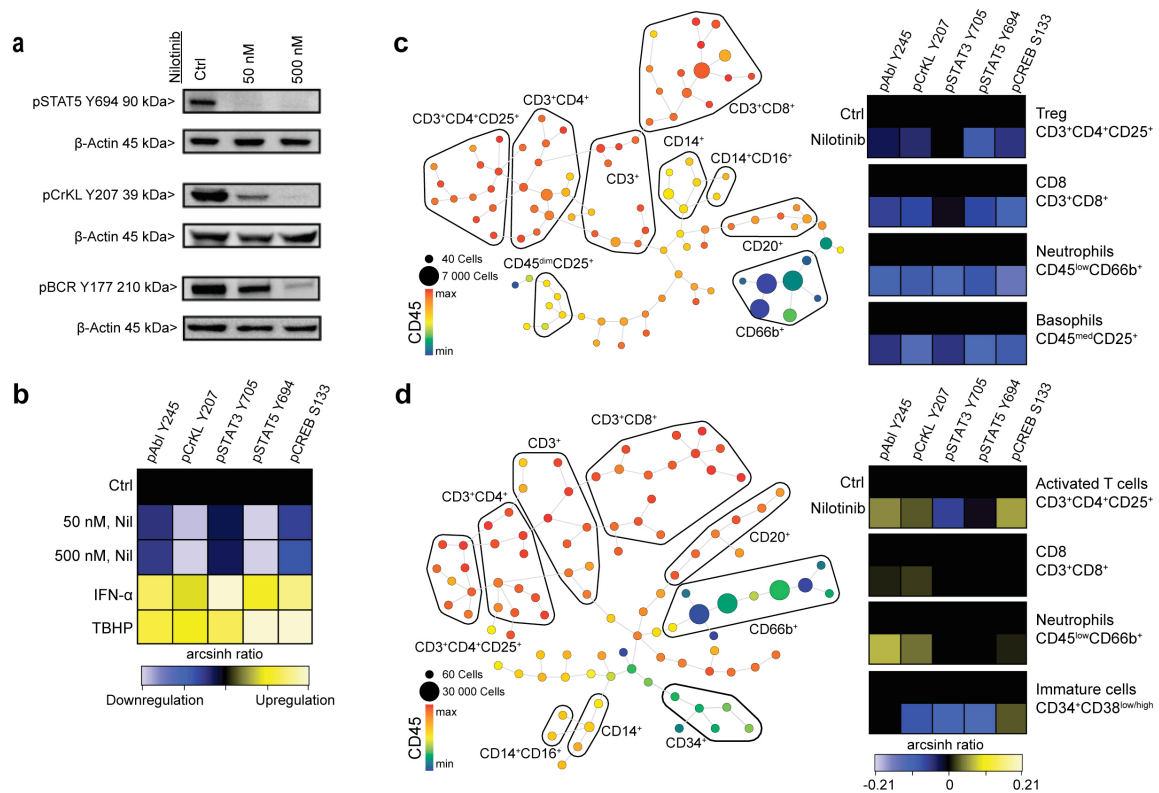 a
Nilotinib
Ctrl
50 nM
500 nM
pSTAT5 Y694 90 kDa>
β-Actin 45 kDa>
pCrKL Y207 39 kDa>
β-Actin 45 kDa>
pBCR Y177 210 kDa>
β-Actin 45 kDa>
b
pAbl Y245
pCrKL Y207
pSTAT3 Y705
pSTAT5 Y694
pCREB S133
Ctrl
50 nM, Nil
500 nM, Nil
IFN-α
TBHP
arcsinh ratio
Downregulation
Upregulation
c
CD3⁺CD4⁺CD25⁺
CD3⁺CD4⁺
CD3⁺
CD3⁺CD8⁺
CD14⁺
CD14⁺CD16⁺
CD20⁺
CD45ᵈⁱᵐCD25⁺
CD66b⁺
40 Cells
7 000 Cells
CD45
max
min
pAbl Y245
pCrKL Y207
pSTAT3 Y705
pSTAT5 Y694
pCREB S133
Ctrl
Nilotinib
Treg
CD3⁺CD4⁺CD25⁺
CD8
CD3⁺CD8⁺
Neutrophils
CD45ˡᵒʷCD66b⁺
Basophils
CD45ᵐᵉᵈCD25⁺
d
CD3⁺CD8⁺
CD3⁺
CD3⁺CD4⁺
CD20⁺
CD66b⁺
CD3⁺CD4⁺CD25⁺
60 Cells
30 000 Cells
CD45
max
min
CD14⁺CD16⁺
CD14⁺
CD34⁺
pAbl Y245
pCrKL Y207
pSTAT3 Y705
pSTAT5 Y694
pCREB S133
Ctrl
Nilotinib
Activated T cells
CD3⁺CD4⁺CD25⁺
CD8
CD3⁺CD8⁺
Neutrophils
CD45ˡᵒʷCD66b⁺
Immature cells
CD34⁺CD38ˡᵒʷ/ʰⁱᵍʰ
arcsinh ratio
-0.21
0
0.21